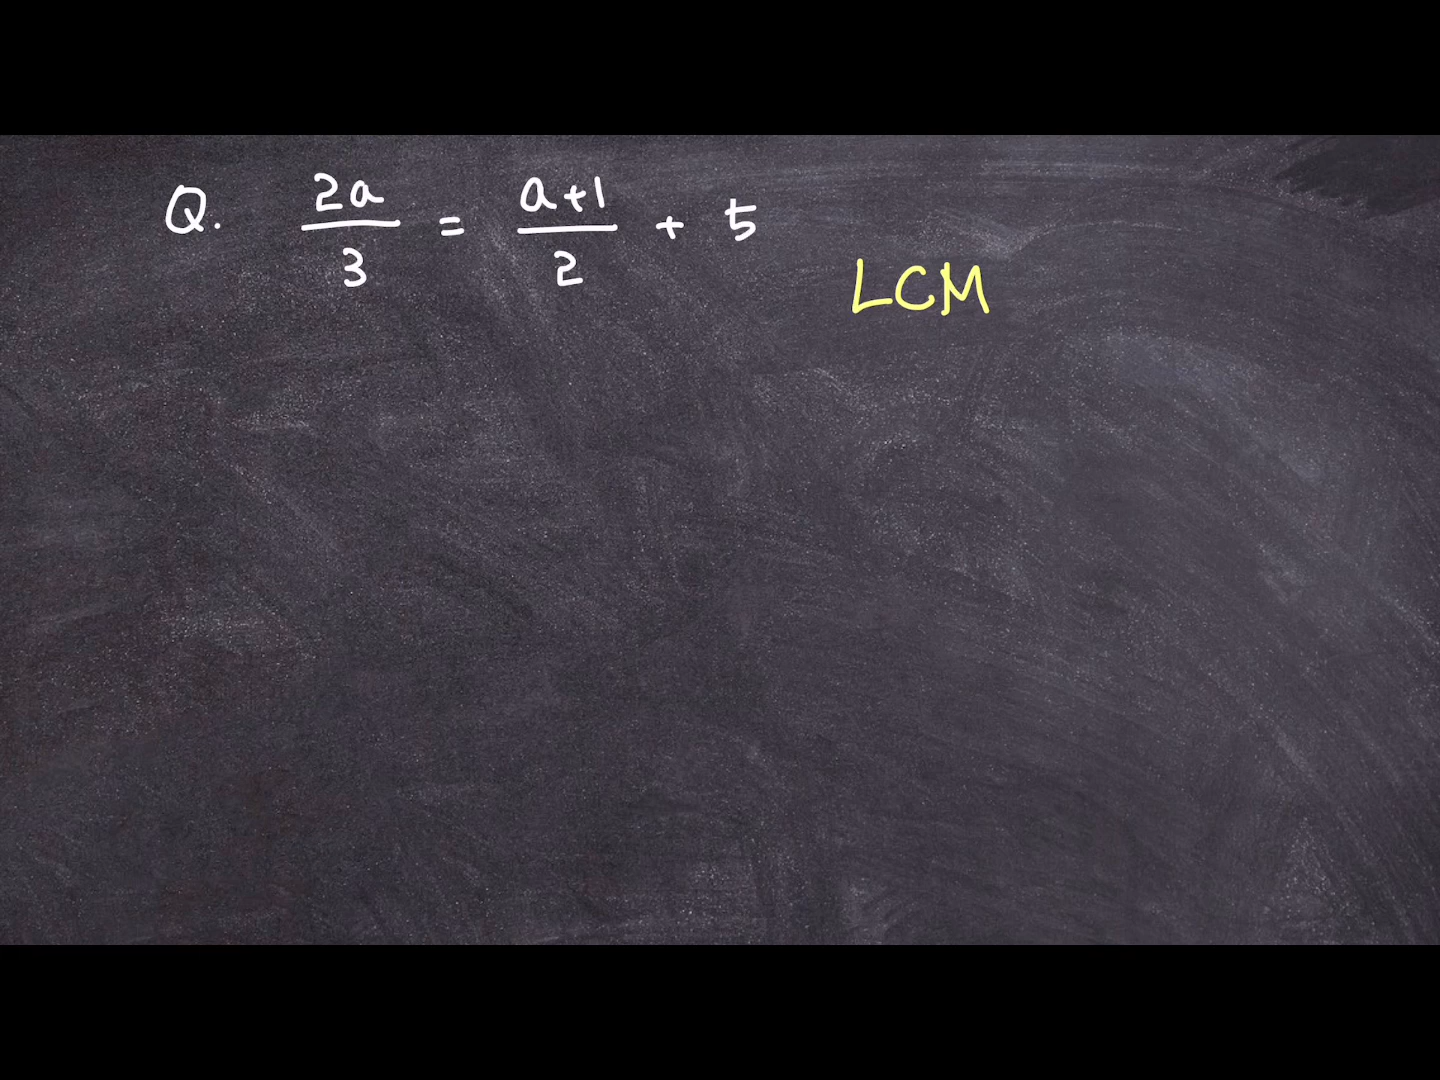 Q. 2a/3 = a+1/2 + 5
LCM